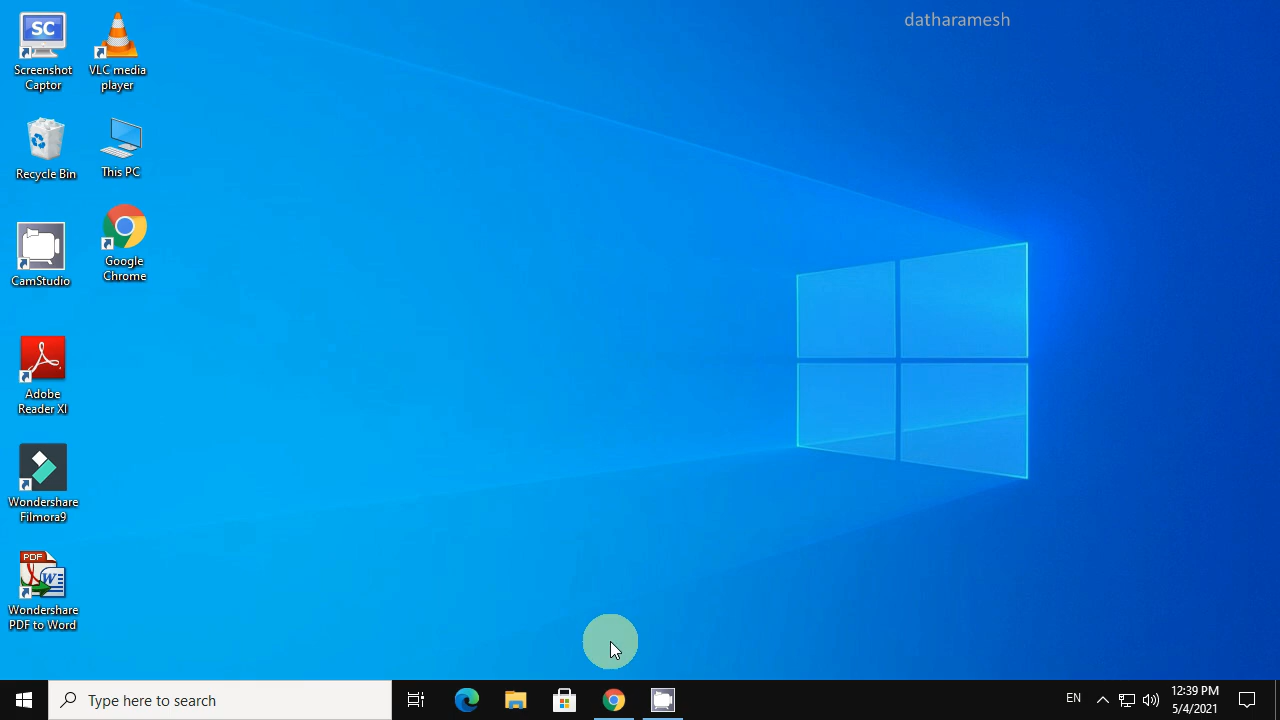 datharamesh
SC
Screenshot
Captor
VLC media
player
Recycle Bin
This PC
CamStudio
Google
Chrome
Adobe
Reader XI
Wondershare
Filmora9
PDF
W
Wondershare
PDF to Word
Type here to search
EN
12:39 PM
5/4/2021